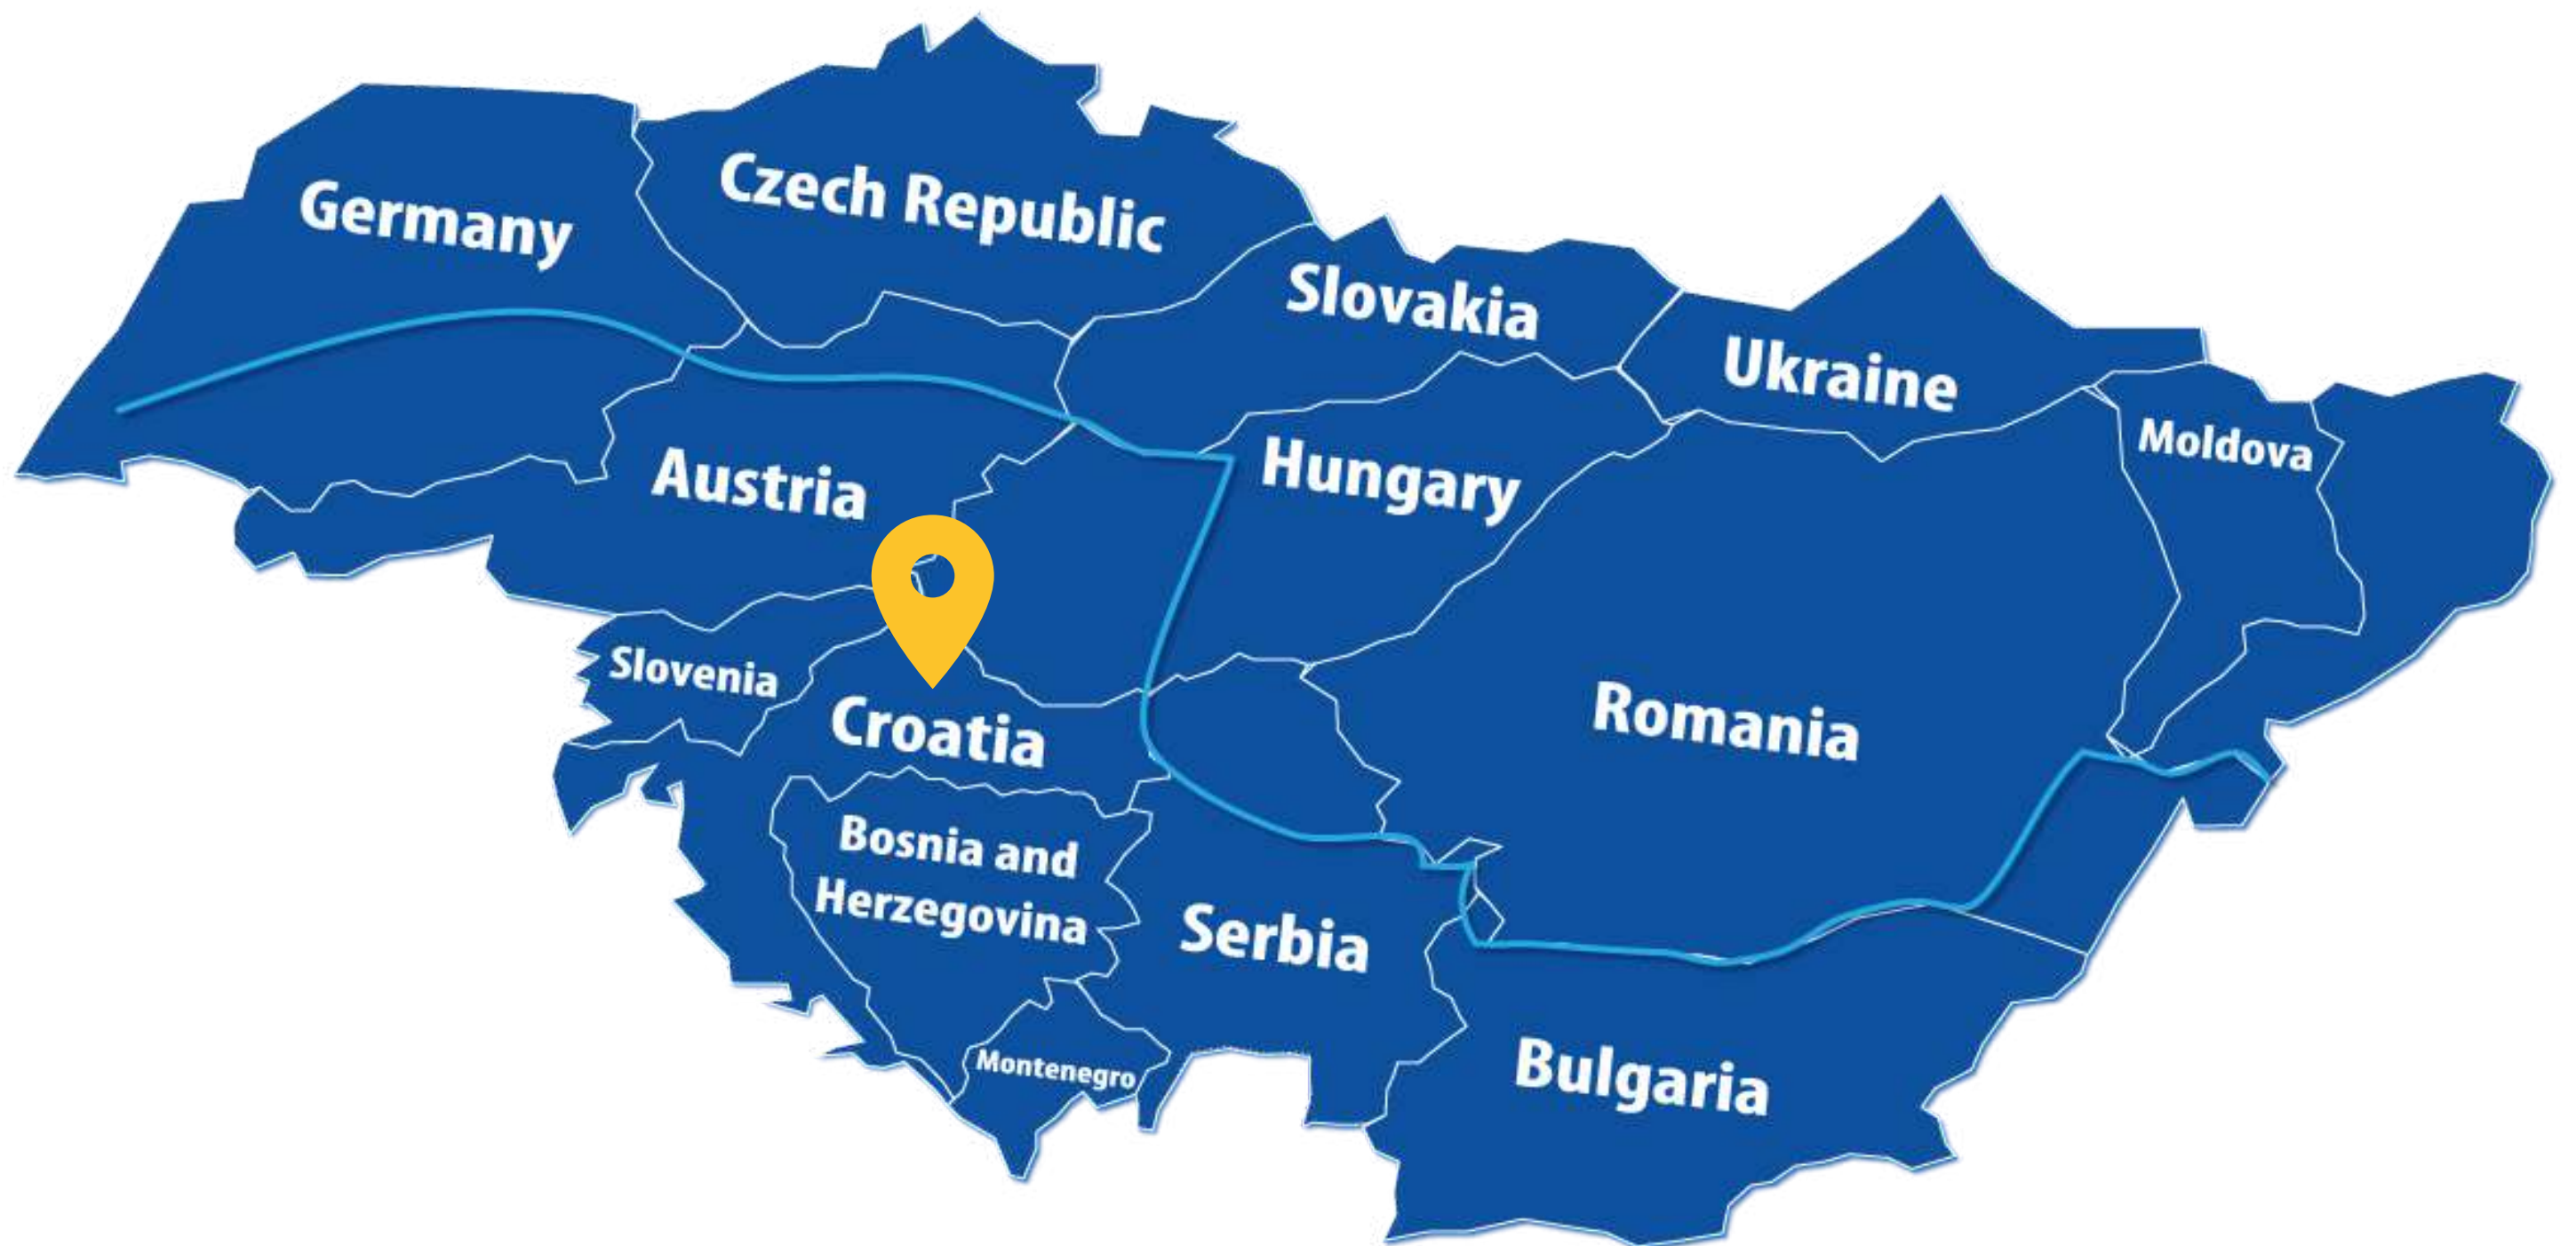 Germany
Czech Republic
Slovakia
Ukraine
Moldova
Austria
Hungary
Slovenia
Croatia
Romania
Bosnia and
Herzegovina
Serbia
Montenegro
Bulgaria